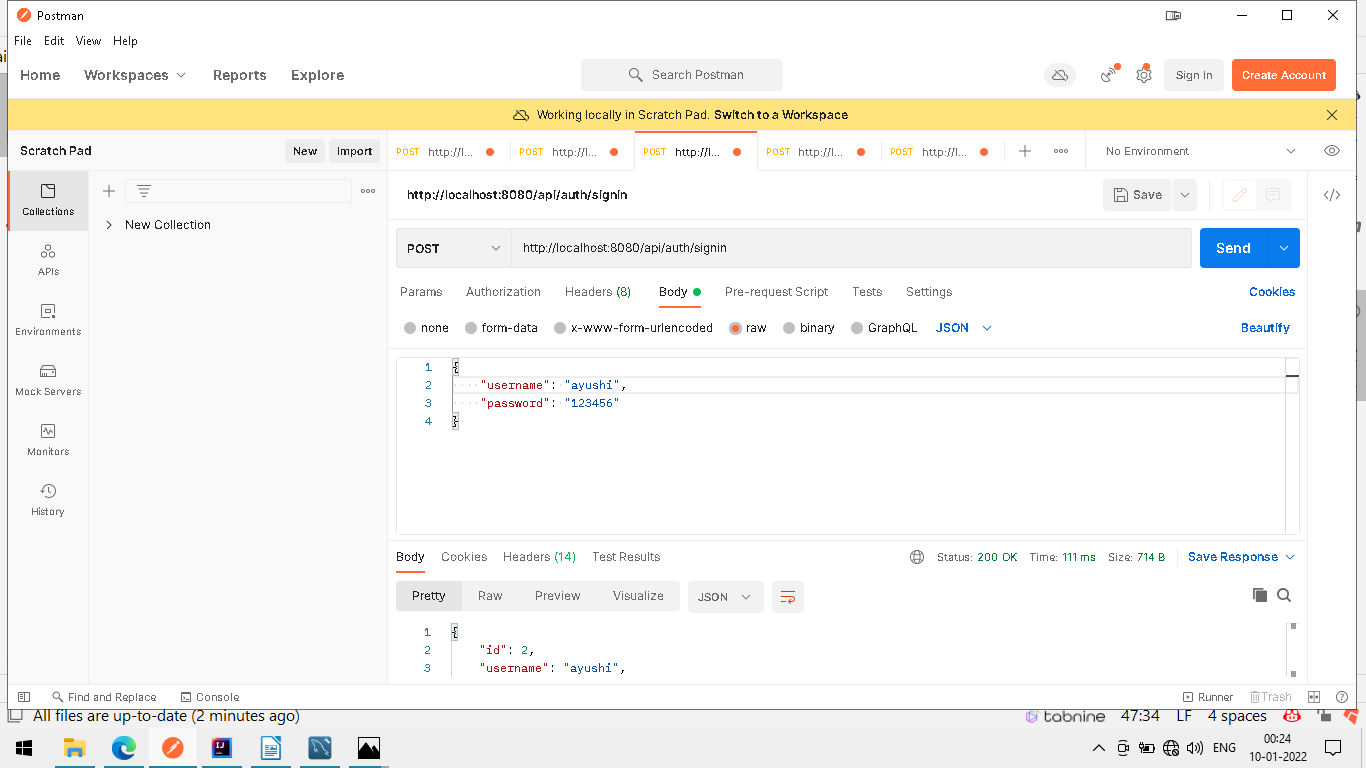 Postman
File Edit View Help
Home Workspaces Reports Explore Search Postman Sign In Create Account
Working locally in Scratch Pad. Switch to a Workspace
Scratch Pad New Import POST http://l... POST http://l... POST http://l... POST http://l... POST http://l... No Environment
Collections
APIs
Environments
Mock Servers
Monitors
History
New Collection
http://localhost:8080/api/auth/signin Save
POST http://localhost:8080/api/auth/signin Send
Params Authorization Headers (8) Body Pre-request Script Tests Settings Cookies
none form-data x-www-form-urlencoded raw binary GraphQL JSON Beautify
1 {
2 "username": "ayushi",
3 "password": "123456"
4 }
Body Cookies Headers (14) Test Results Status: 200 OK Time: 111 ms Size: 714 B Save Response
Pretty Raw Preview Visualize JSON
1 {
2 "id": 2,
3 "username": "ayushi",
Find and Replace Console Runner Trash
All files are up-to-date (2 minutes ago) tabnine 47:34 LF 4 spaces
ENG 00:24
10-01-2022